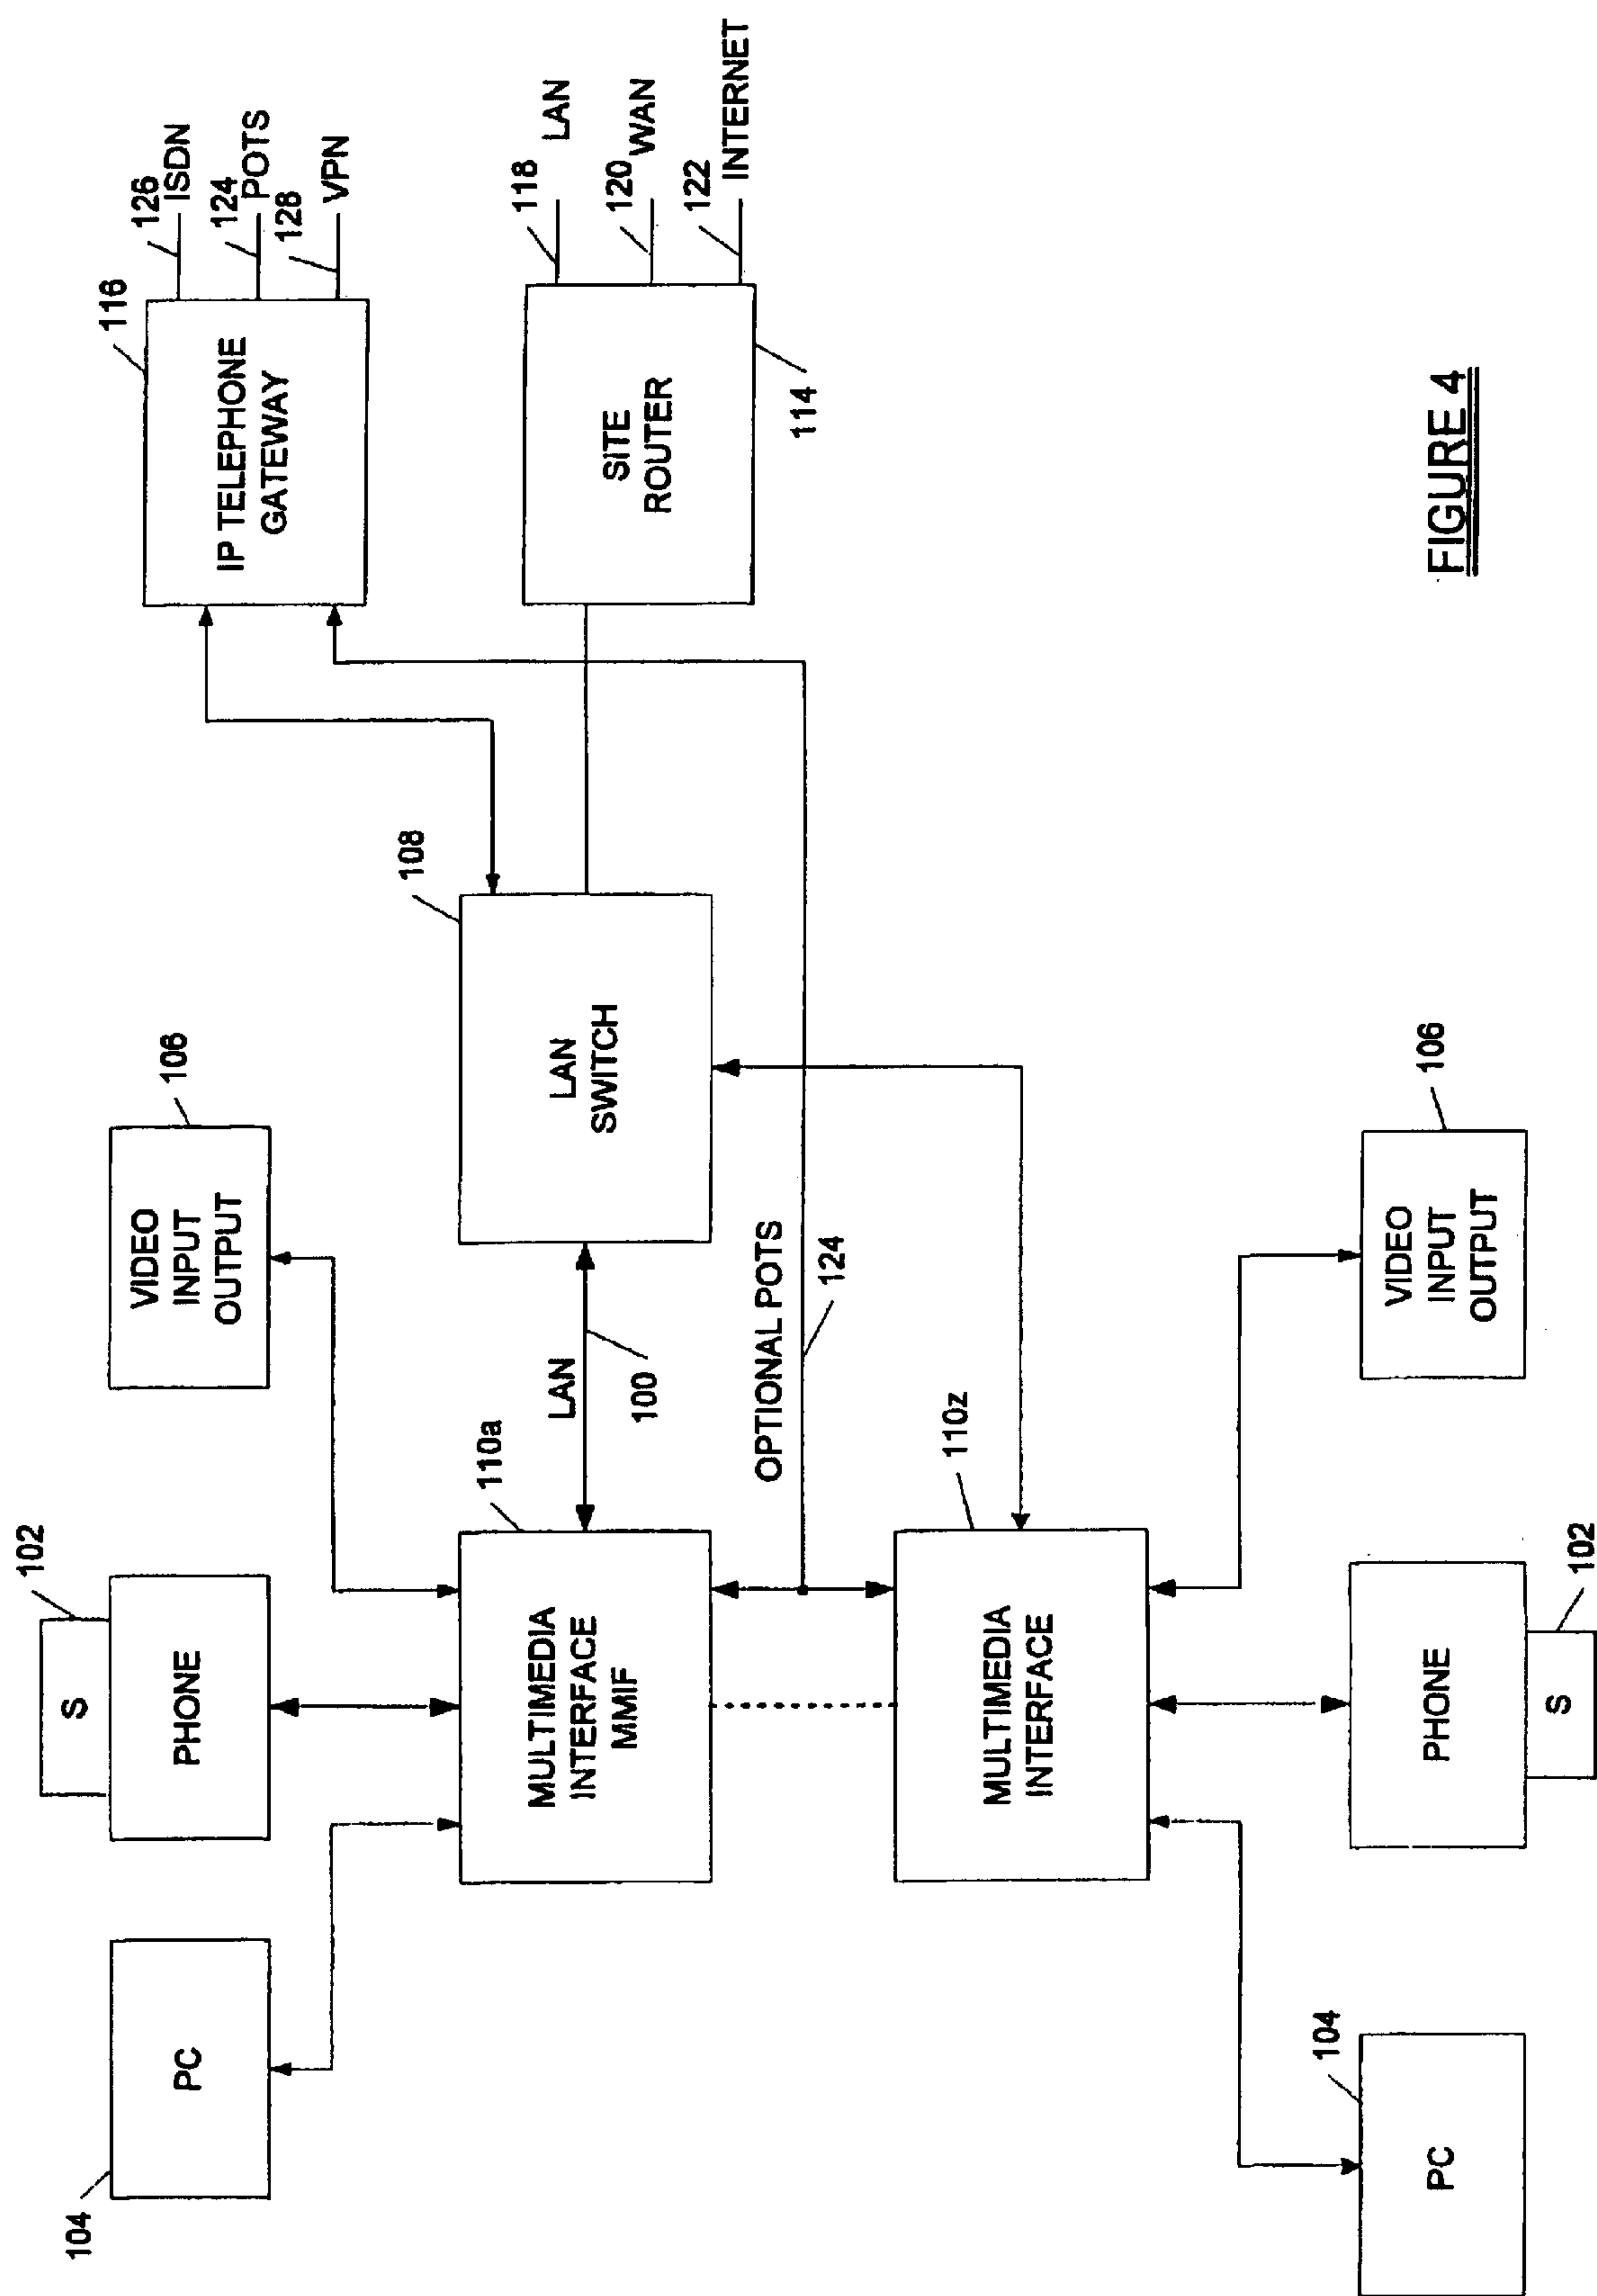 104
PC
102
S
PHONE
106
VIDEO
INPUT
OUTPUT
116
IP TELEPHONE
GATEWAY
126
ISDN
124
POTS
128
VPN
110a
MULTIMEDIA
INTERFACE
MMIF
LAN
100
108
LAN
SWITCH
SITE
ROUTER
114
118
LAN
120
WAN
122
INTERNET
OPTIONAL POTS
124
110z
MULTIMEDIA
INTERFACE
104
PC
PHONE
S
102
106
VIDEO
INPUT
OUTPUT
FIGURE 4